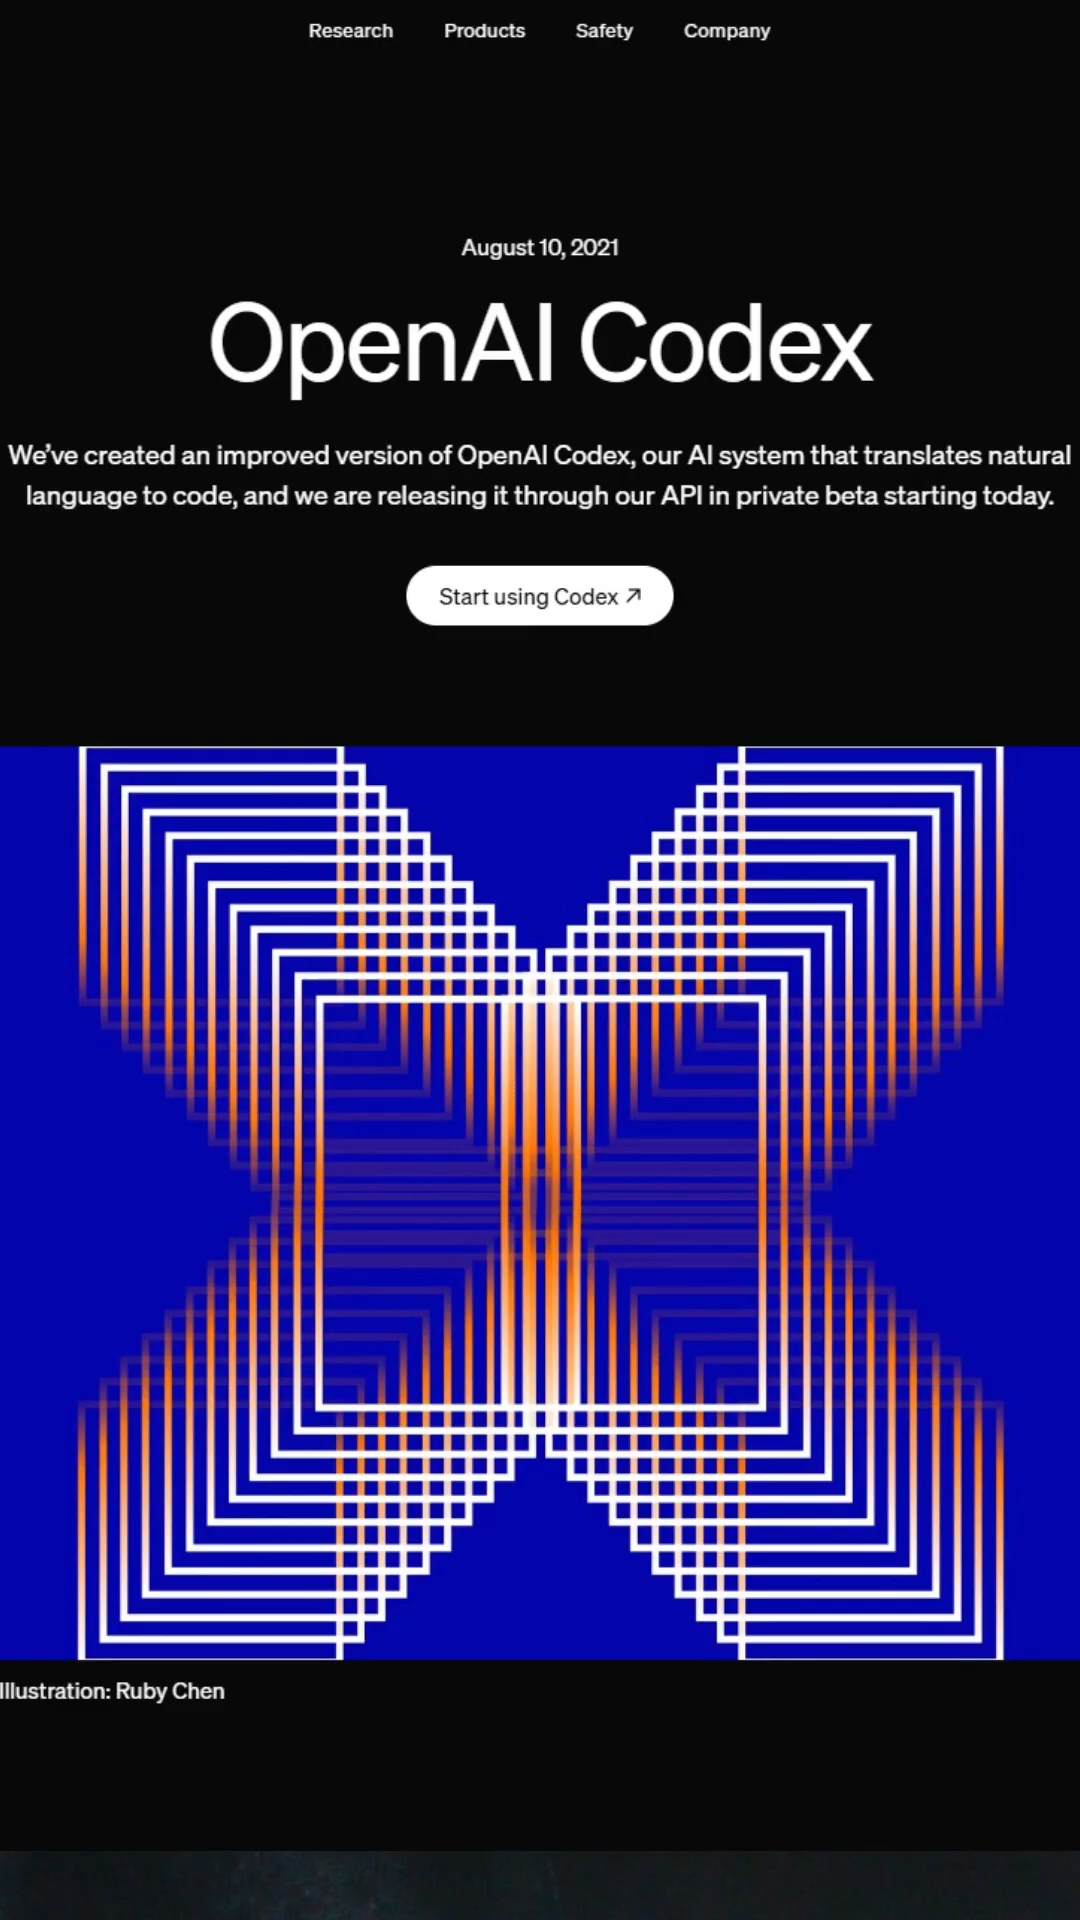 Research Products Safety Company
August 10, 2021
OpenAI Codex
We’ve created an improved version of OpenAI Codex, our AI system that translates natural
language to code, and we are releasing it through our API in private beta starting today.
Start using Codex ↗
Illustration: Ruby Chen